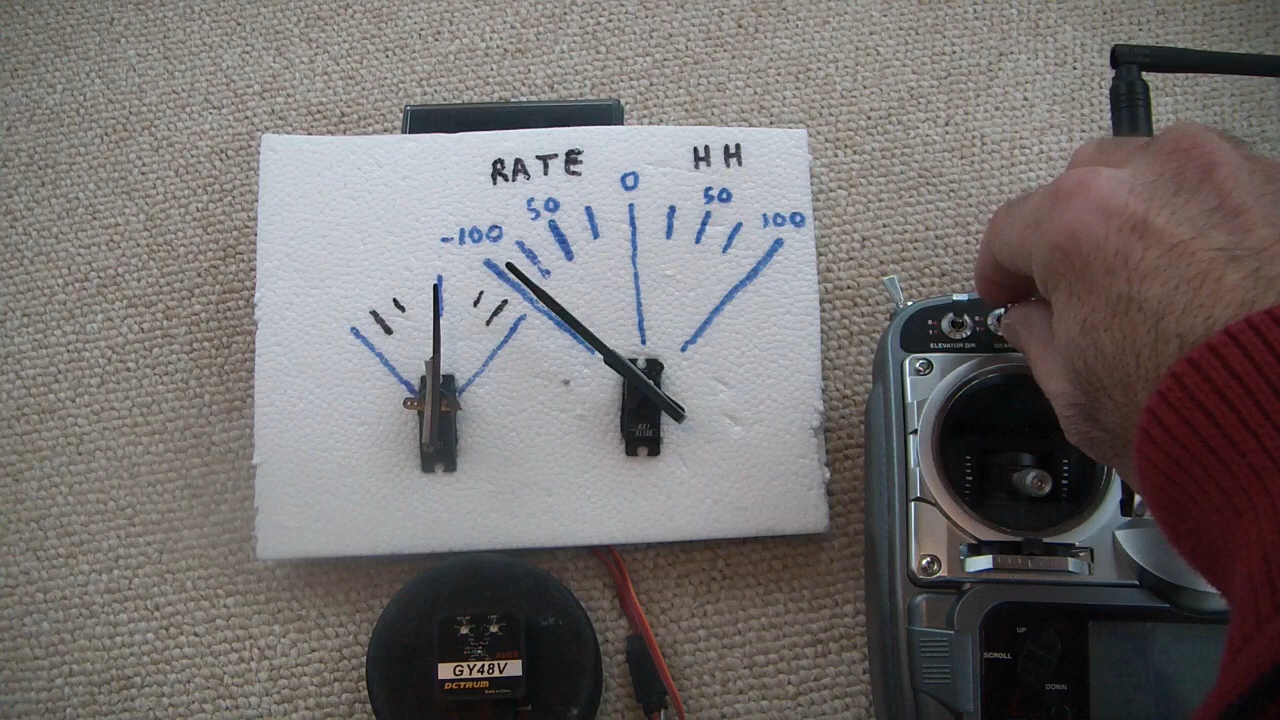 RATE HH
0
50 50
-100 100
ELEVATOR D/R
GY48V
DCTRUM
UP
SCROLL
DOWN